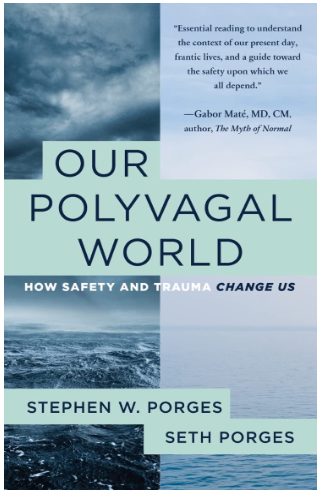 "Essential reading to understand
the context of our present day,
frantic lives, and a guide toward
the safety upon which we
all depend."
—Gabor Maté, MD, CM,
author, The Myth of Normal
OUR
POLYVAGAL
WORLD
HOW SAFETY AND TRAUMA CHANGE US
STEPHEN W. PORGES
SETH PORGES